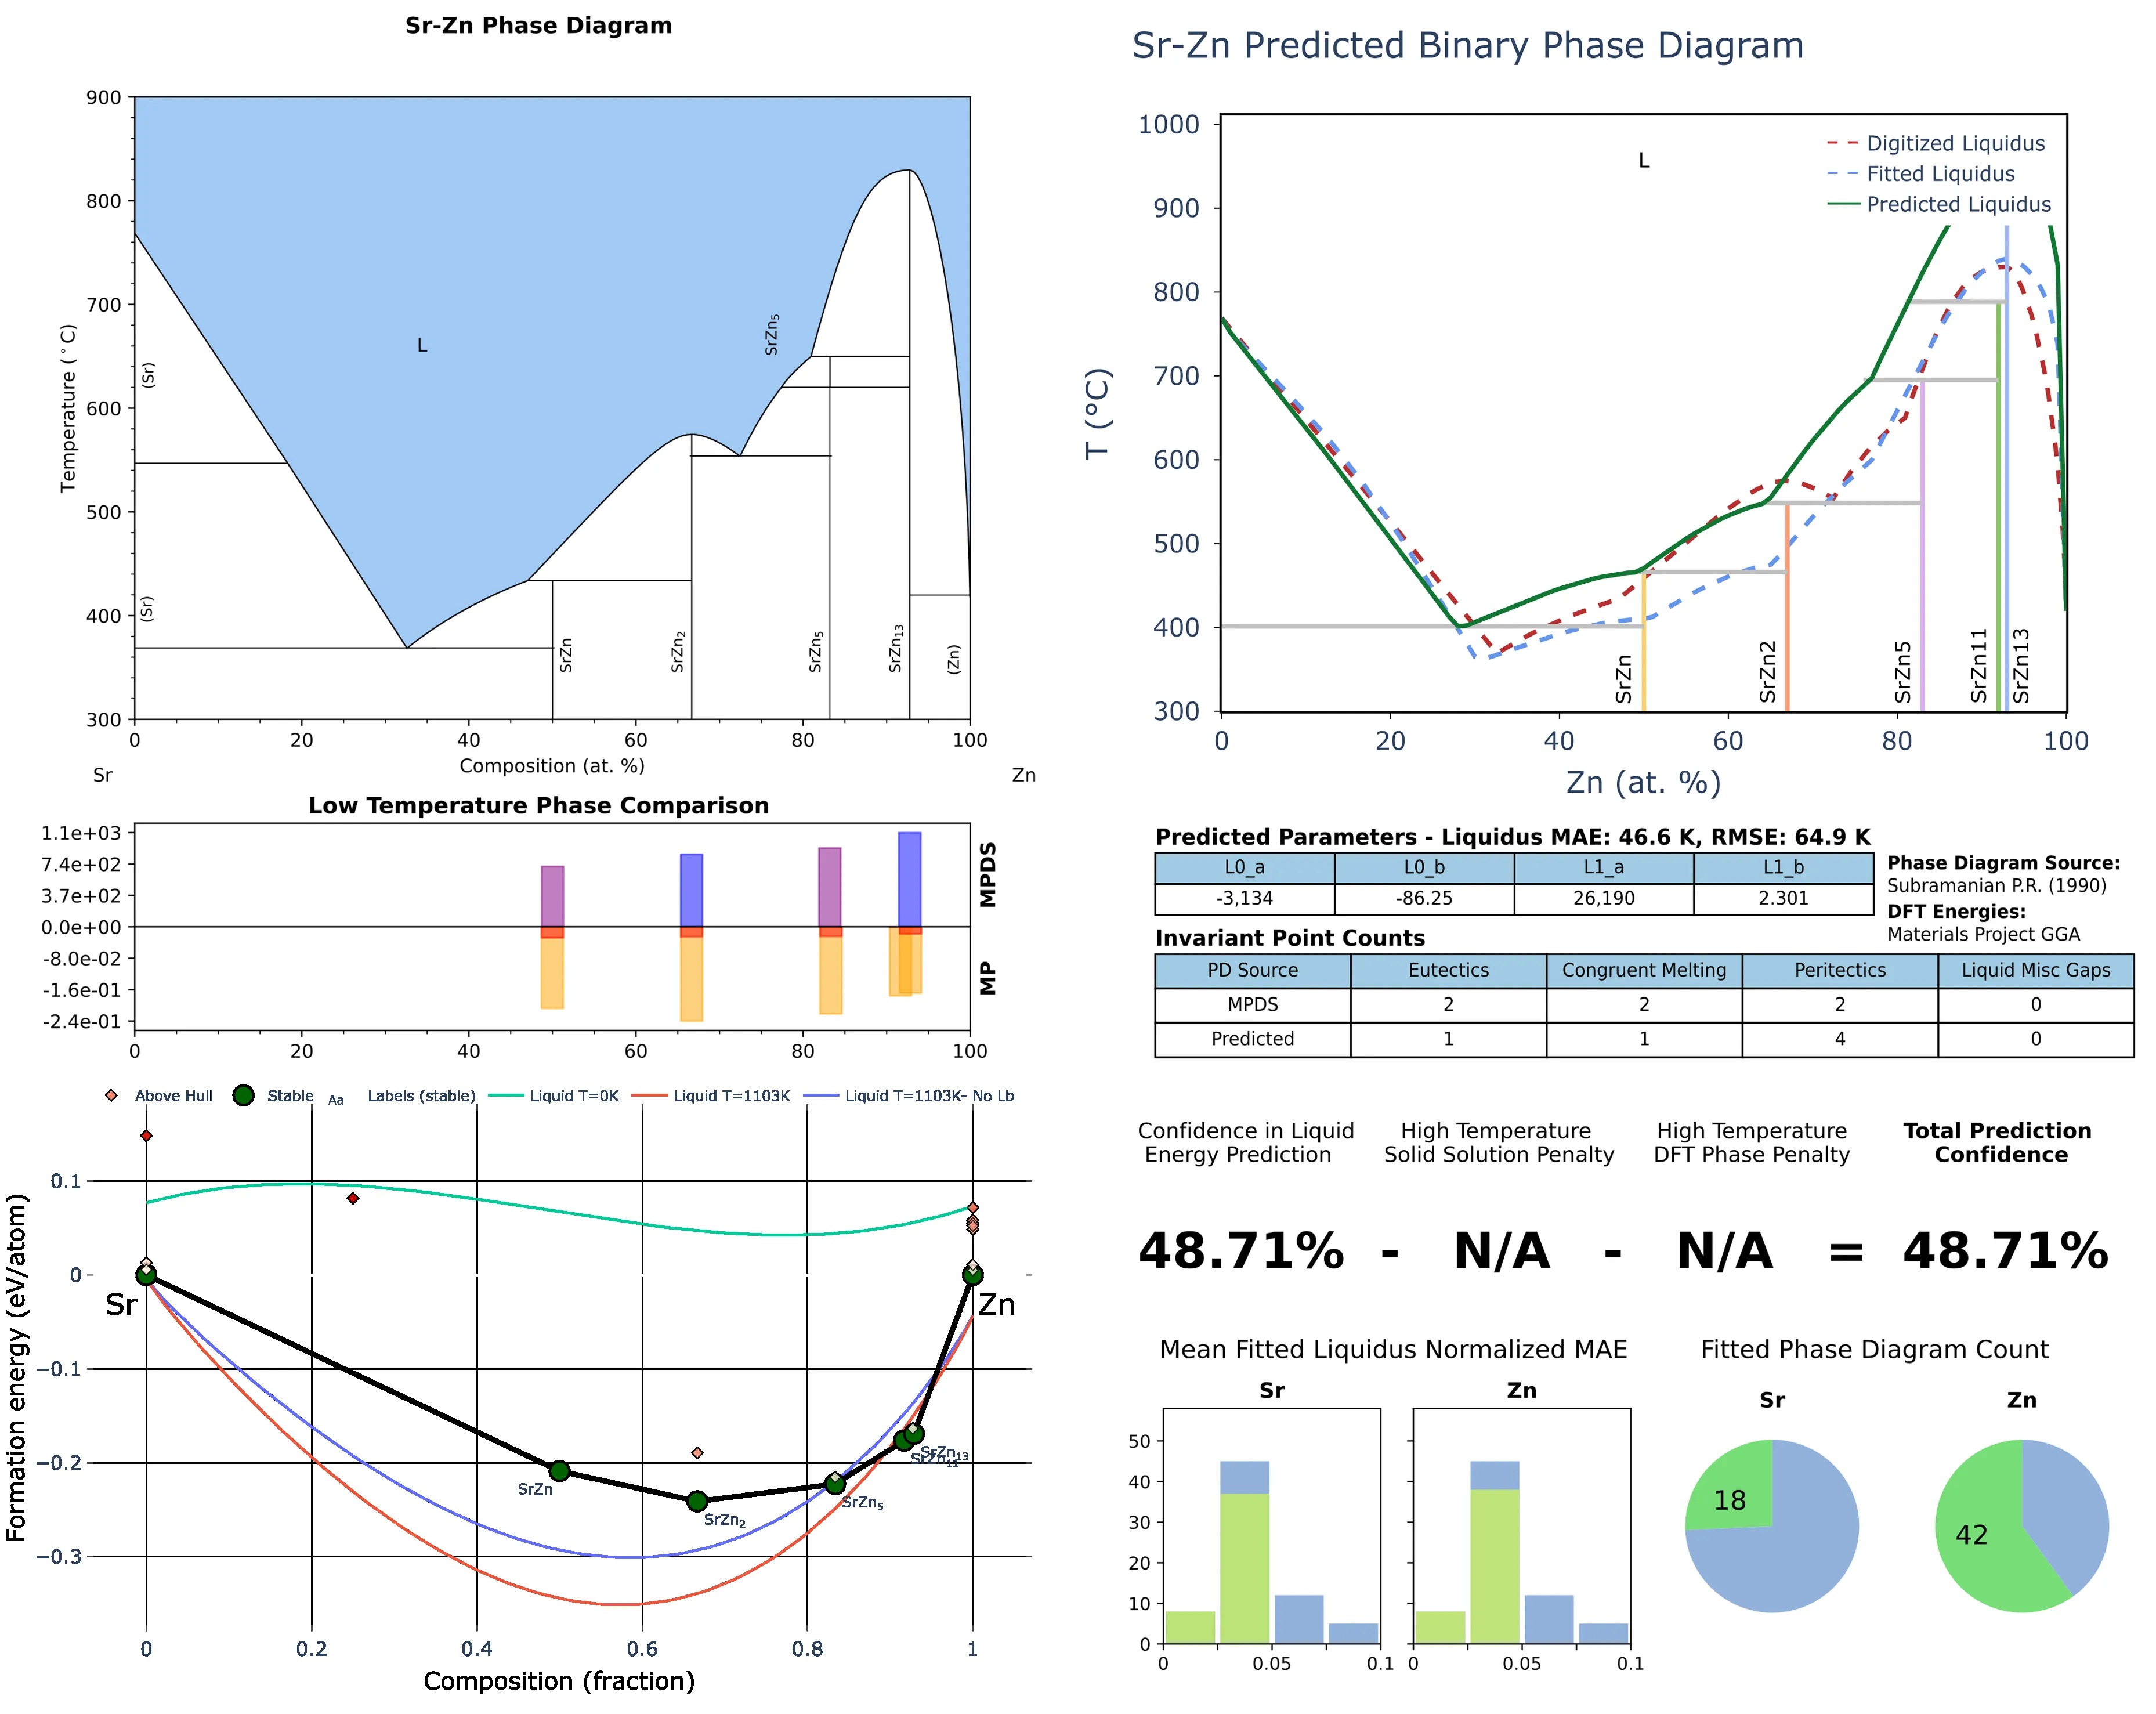 Sr-Zn Phase Diagram
900
800
700
600
500
400
300
Temperature (°C)
L
(Sr)
(Sr)
SrZn
SrZn2
SrZn5
SrZn5
SrZn13
(Zn)
0 20 40 60 80 100
Composition (at. %)
Sr Zn
Low Temperature Phase Comparison
1.1e+03
7.4e+02
3.7e+02
0.0e+00
-8.0e-02
-1.6e-01
-2.4e-01
MPDS
MP
0 20 40 60 80 100
Above Hull Stable Aa Labels (stable) Liquid T=0K Liquid T=1103K Liquid T=1103K- No Lb
0.1
0
−0.1
−0.2
−0.3
Formation energy (eV/atom)
Sr
Zn
SrZn
SrZn2
SrZn5
SrZn11
SrZn13
0 0.2 0.4 0.6 0.8 1
Composition (fraction)
Sr-Zn Predicted Binary Phase Diagram
1000
900
800
700
600
500
400
300
T (°C)
L
Digitized Liquidus
Fitted Liquidus
Predicted Liquidus
SrZn
SrZn2
SrZn5
SrZn11
SrZn13
0 20 40 60 80 100
Zn (at. %)
Predicted Parameters - Liquidus MAE: 46.6 K, RMSE: 64.9 K
L0_a L0_b L1_a L1_b
-3,134 -86.25 26,190 2.301
Phase Diagram Source:
Subramanian P.R. (1990)
DFT Energies:
Materials Project GGA
Invariant Point Counts
PD Source Eutectics Congruent Melting Peritectics Liquid Misc Gaps
MPDS 2 2 2 0
Predicted 1 1 4 0
Confidence in Liquid
Energy Prediction
High Temperature
Solid Solution Penalty
High Temperature
DFT Phase Penalty
Total Prediction
Confidence
48.71% - N/A - N/A = 48.71%
Mean Fitted Liquidus Normalized MAE
Sr Zn
50
40
30
20
10
0
0 0.05 0.1
0 0.05 0.1
Fitted Phase Diagram Count
Sr Zn
18
42